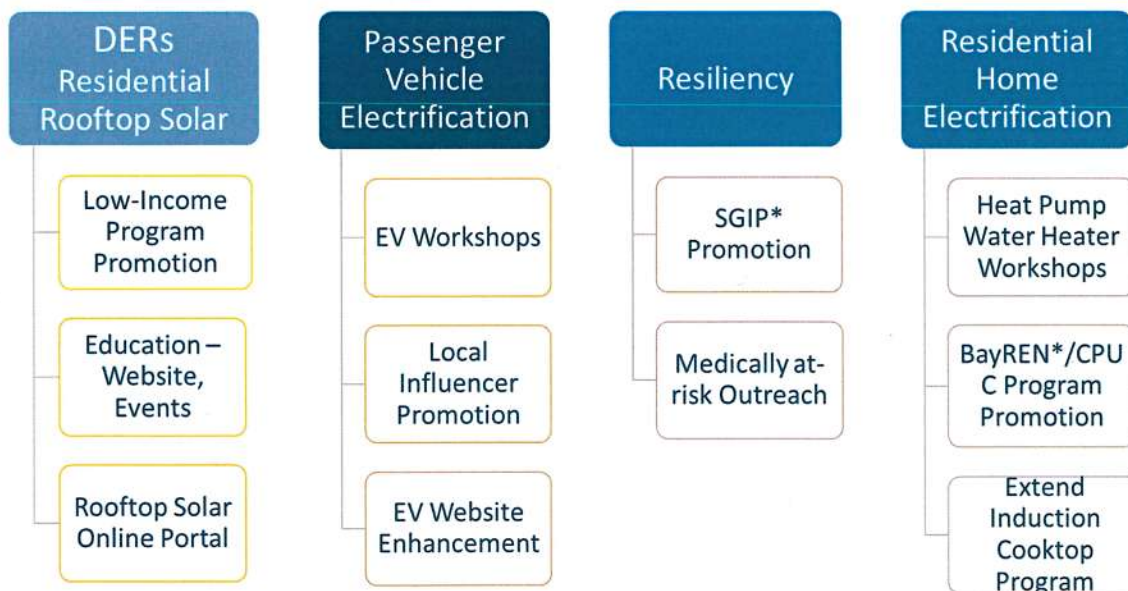 DERs
Residential
Rooftop Solar
Low-Income
Program
Promotion
Education –
Website,
Events
Rooftop Solar
Online Portal
Passenger
Vehicle
Electrification
EV Workshops
Local
Influencer
Promotion
EV Website
Enhancement
Resiliency
SGIP*
Promotion
Medically at-
risk Outreach
Residential
Home
Electrification
Heat Pump
Water Heater
Workshops
BayREN*/CPU
C Program
Promotion
Extend
Induction
Cooktop
Program